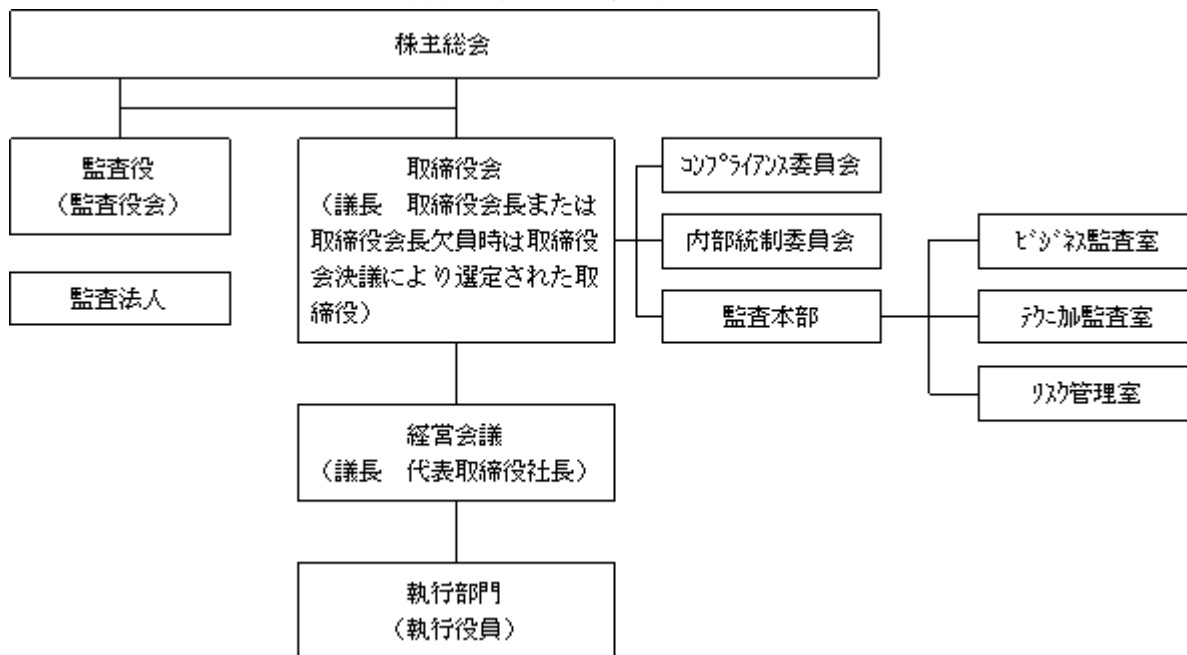 株主総会
監査役
（監査役会）
監査法人
取締役会
（議長　取締役会長または
取締役会長欠員時は取締役
会決議により選定された取
締役）
ｺﾝﾌﾟﾗｲｱﾝｽ委員会
内部統制委員会
監査本部
ﾋﾞｼﾞﾈｽ監査室
ﾃｸﾆｶﾙ監査室
ﾘｽｸ管理室
経営会議
（議長　代表取締役社長）
執行部門
（執行役員）